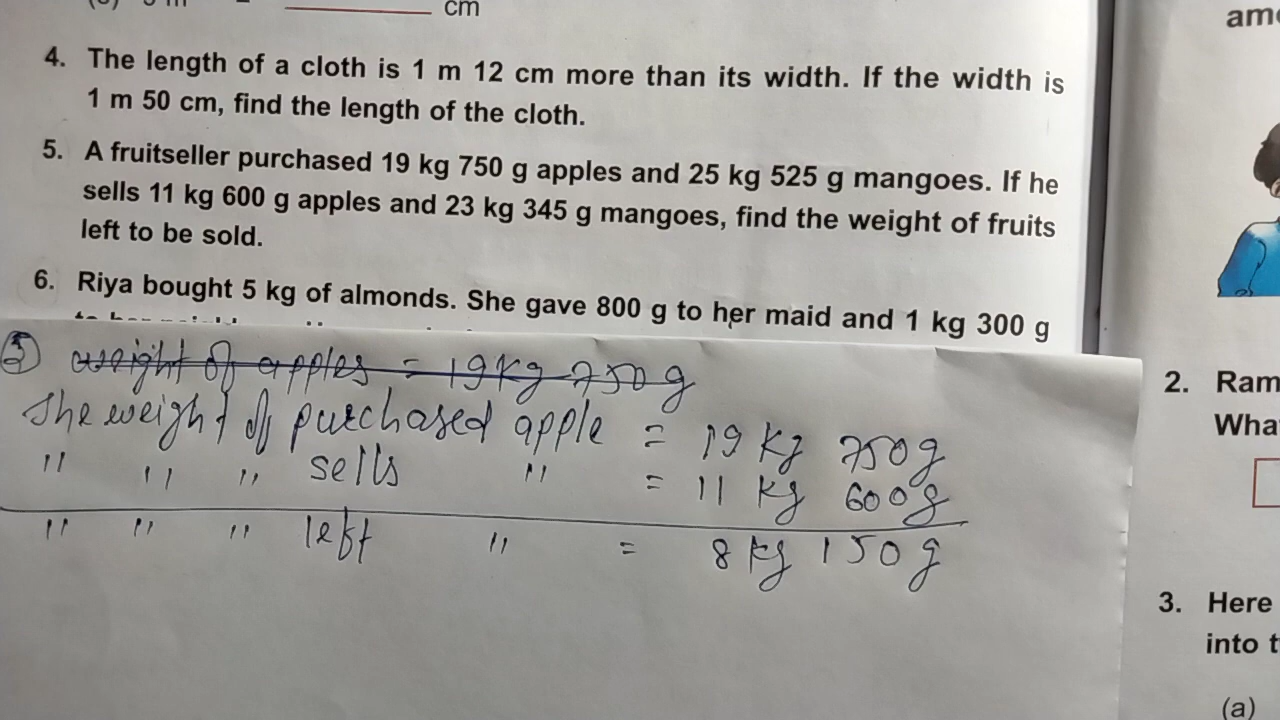 cm
4. The length of a cloth is 1 m 12 cm more than its width. If the width is
1 m 50 cm, find the length of the cloth.
5. A fruitseller purchased 19 kg 750 g apples and 25 kg 525 g mangoes. If he
sells 11 kg 600 g apples and 23 kg 345 g mangoes, find the weight of fruits
left to be sold.
6. Riya bought 5 kg of almonds. She gave 800 g to her maid and 1 kg 300 g
5 weight of apples = 19 kg 750 g
The weight of purchased apple = 19 kg 750 g
" " " sells " = 11 kg 600 g
" " " left " = 8 kg 150 g
am
2. Ram
Wha
3. Here
into t
(a)